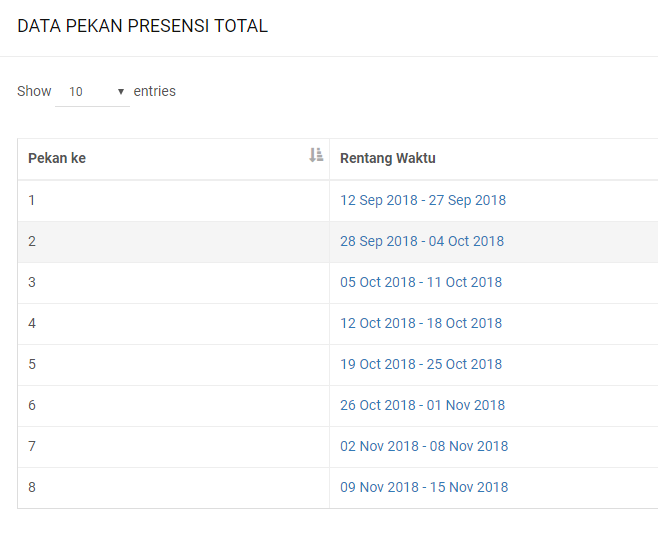 DATA PEKAN PRESENSI TOTAL
Show 10 entries
Pekan ke Rentang Waktu
1 12 Sep 2018 - 27 Sep 2018
2 28 Sep 2018 - 04 Oct 2018
3 05 Oct 2018 - 11 Oct 2018
4 12 Oct 2018 - 18 Oct 2018
5 19 Oct 2018 - 25 Oct 2018
6 26 Oct 2018 - 01 Nov 2018
7 02 Nov 2018 - 08 Nov 2018
8 09 Nov 2018 - 15 Nov 2018